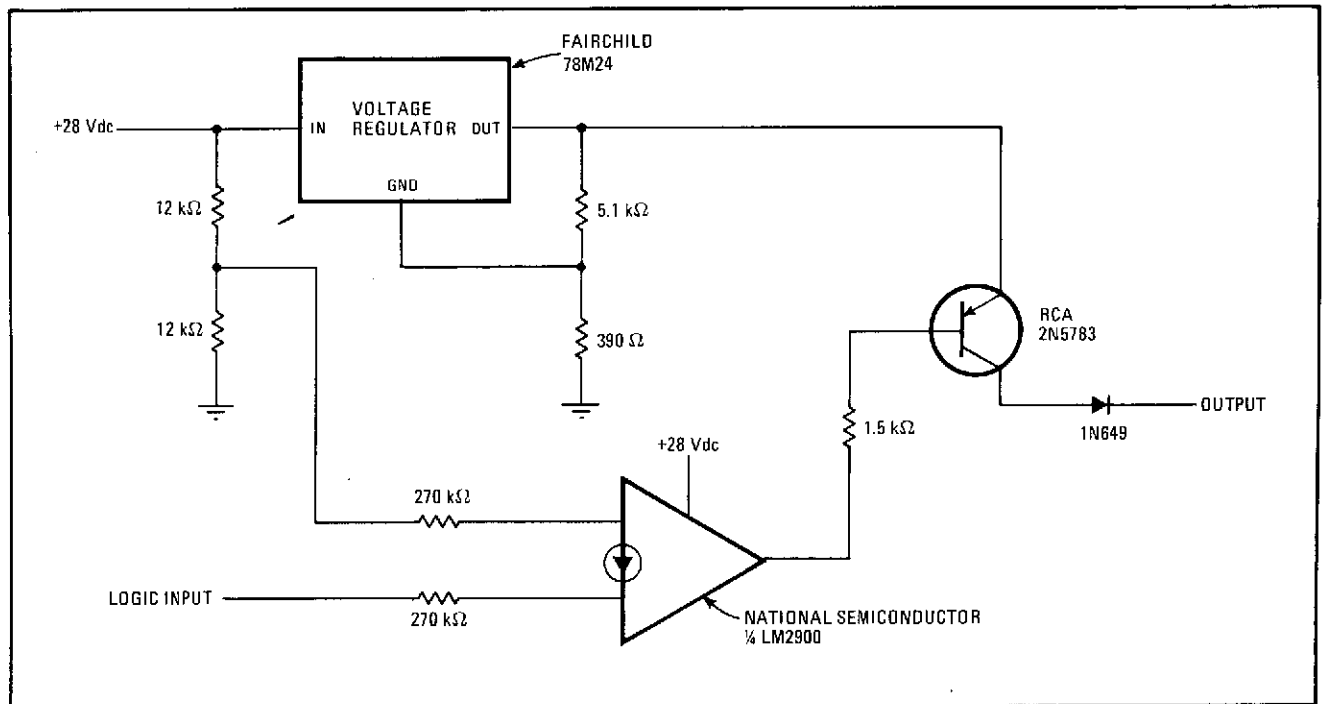 FAIRCHILD
78M24
VOLTAGE
REGULATOR
+28 Vdc
IN
OUT
GND
12 kΩ
5.1 kΩ
12 kΩ
390 Ω
RCA
2N5783
1.5 kΩ
OUTPUT
1N649
+28 Vdc
270 kΩ
LOGIC INPUT
270 kΩ
NATIONAL SEMICONDUCTOR
¼ LM2900